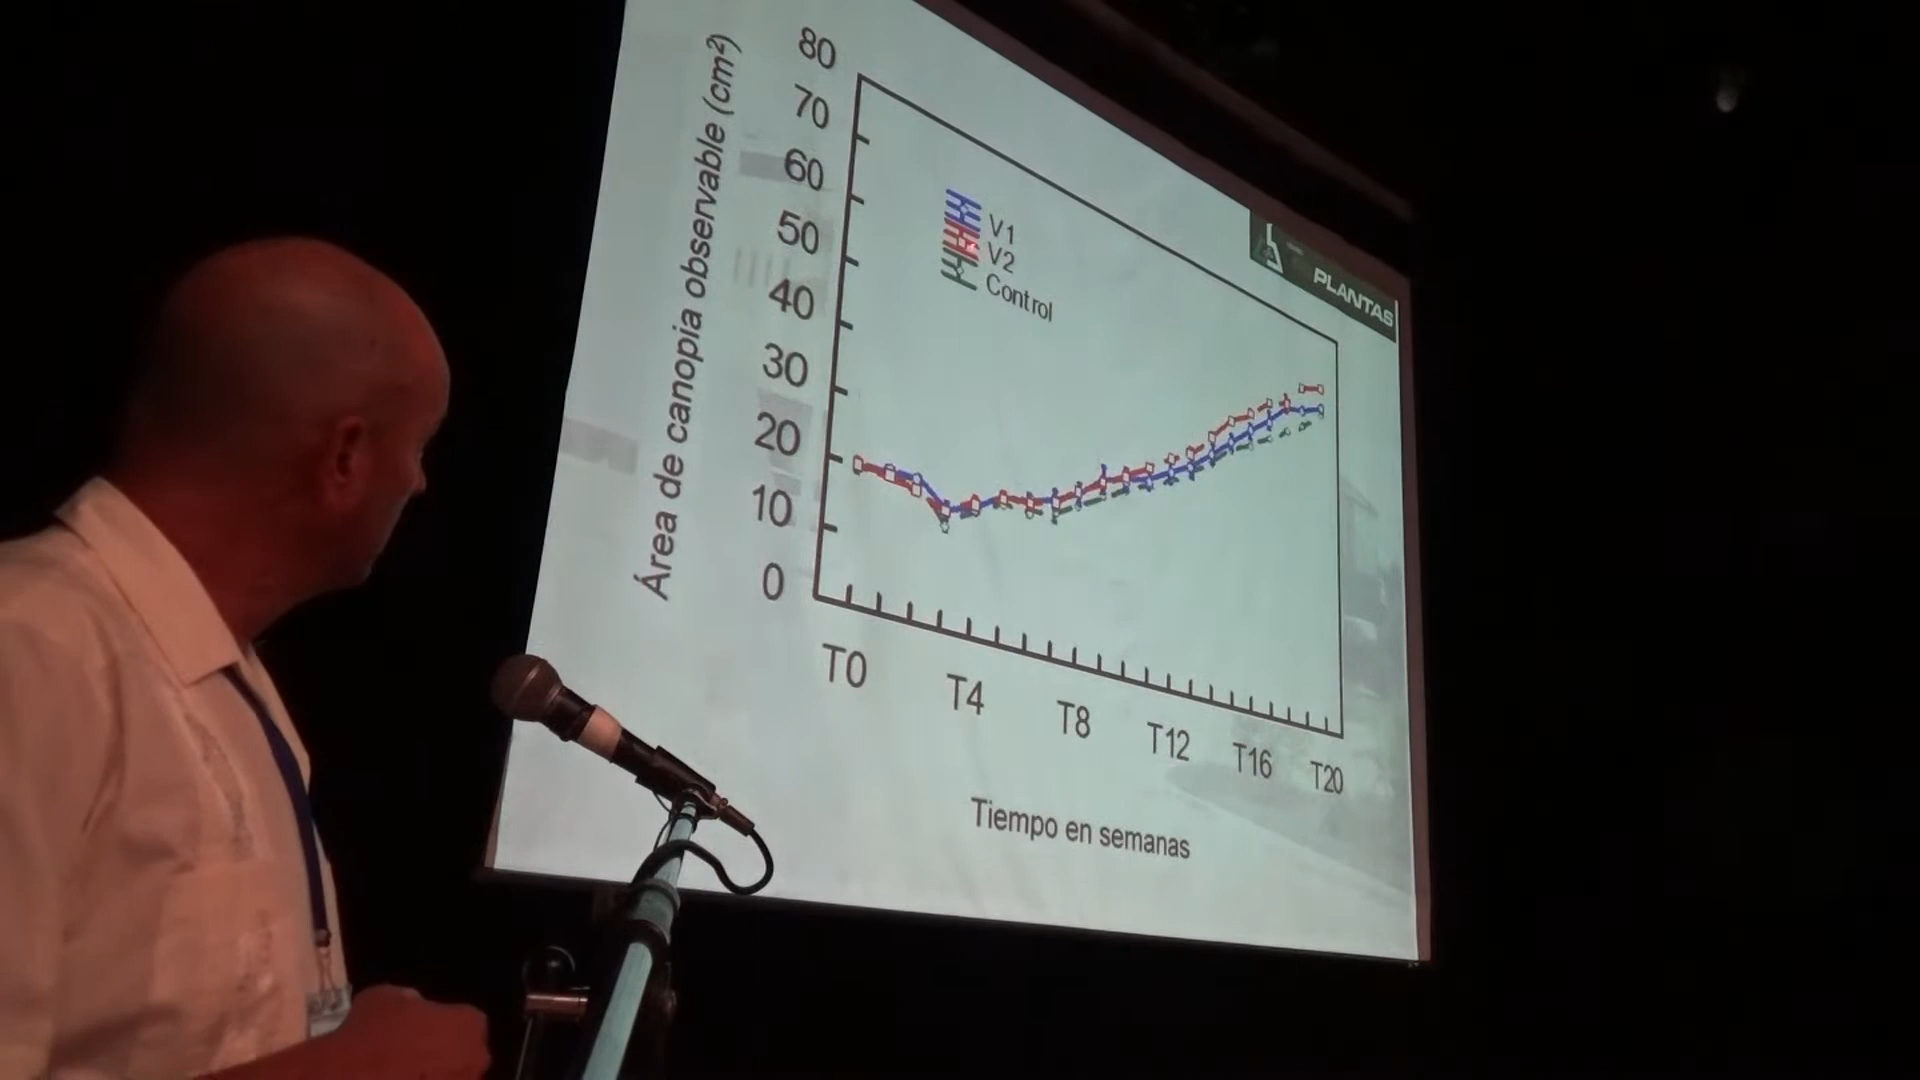 80
70
60
50
40
30
20
10
0
Área de canopia observable (cm²)
V1
V2
Control
PLANTAS
T0
T4
T8
T12
T16
T20
Tiempo en semanas